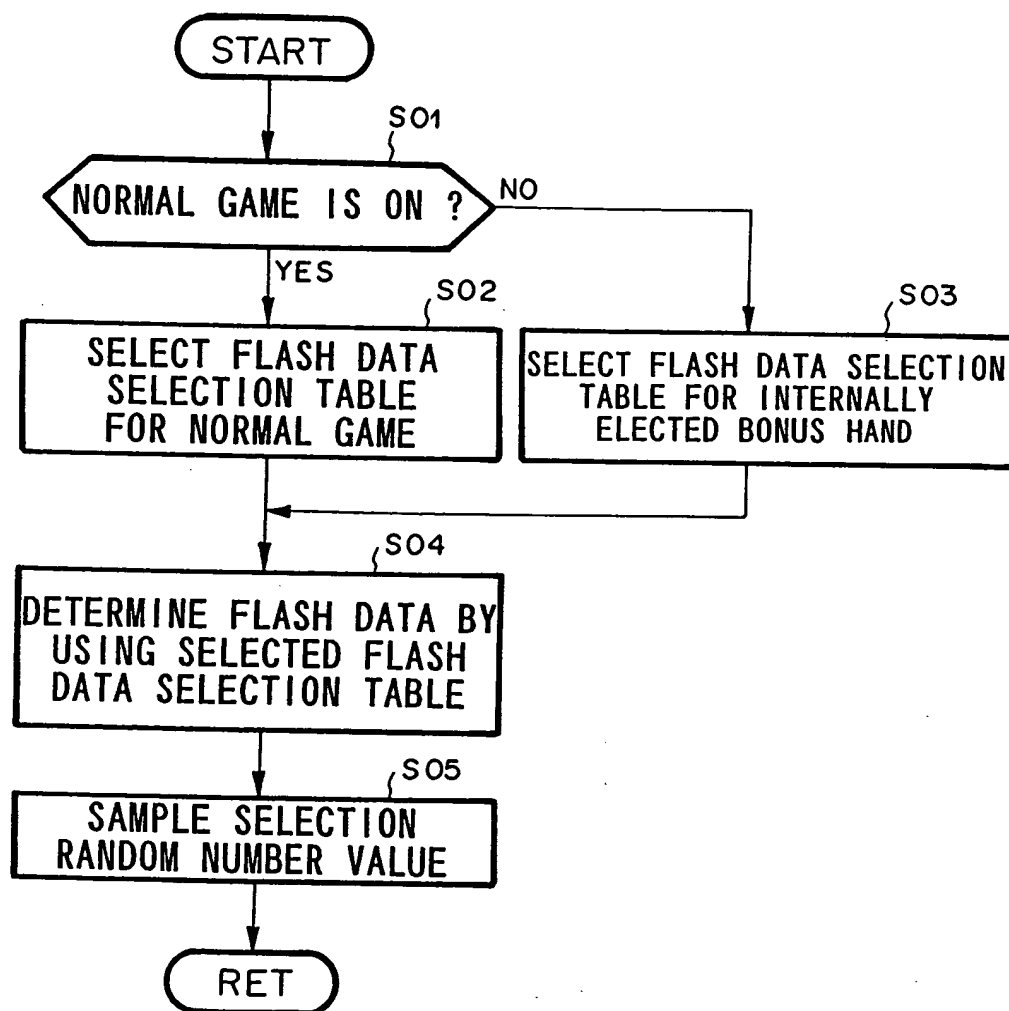 START
S01
NORMAL GAME IS ON ?
NO
YES
S02
SELECT FLASH DATA
SELECTION TABLE
FOR NORMAL GAME
S03
SELECT FLASH DATA SELECTION
TABLE FOR INTERNALLY
ELECTED BONUS HAND
S04
DETERMINE FLASH DATA BY
USING SELECTED FLASH
DATA SELECTION TABLE
S05
SAMPLE SELECTION
RANDOM NUMBER VALUE
RET